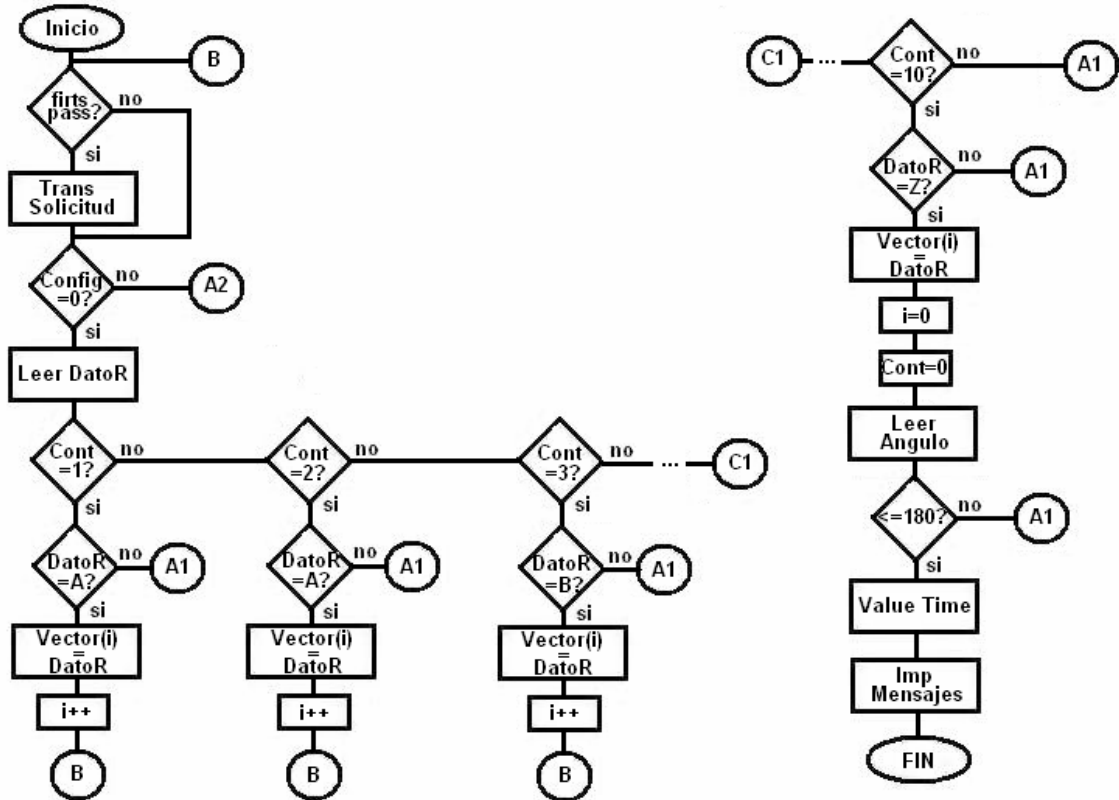 Inicio
B
firts
pass?
no
si
Trans
Solicitud
Config
=0?
no
A2
si
Leer DatoR
Cont
=1?
no
si
DatoR
=A?
no
A1
si
Vector(i)
=
DatoR
i++
B
Cont
=2?
no
si
DatoR
=A?
no
A1
si
Vector(i)
=
DatoR
i++
B
Cont
=3?
no
...
C1
si
DatoR
=B?
no
A1
si
Vector(i)
=
DatoR
i++
B
C1
...
Cont
=10?
no
A1
si
DatoR
=Z?
no
A1
si
Vector(i)
=
DatoR
i=0
Cont=0
Leer
Angulo
<=180?
no
A1
si
Value Time
Imp
Mensajes
FIN